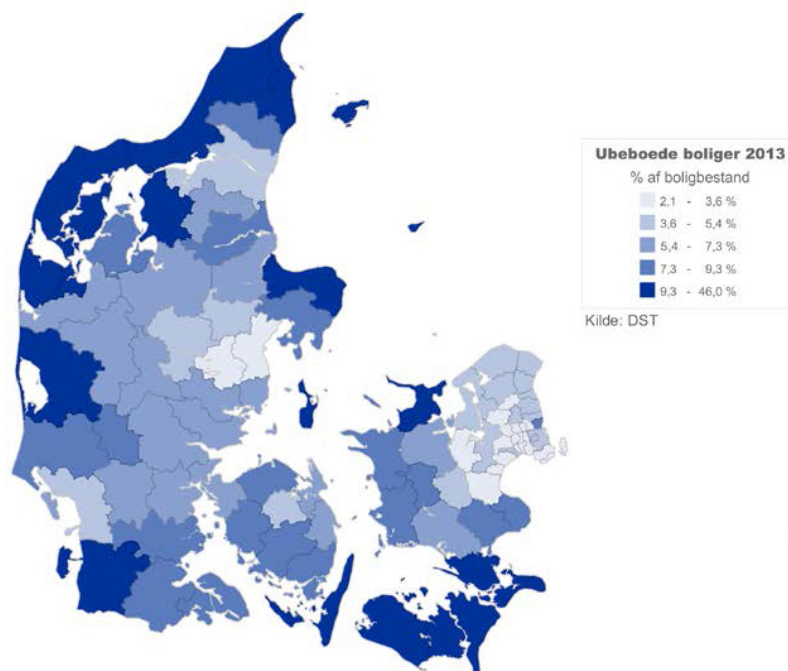 Ubeboede boliger 2013
% af boligbestand
2,1 - 3,6 %
3,6 - 5,4 %
5,4 - 7,3 %
7,3 - 9,3 %
9,3 - 46,0 %
Kilde: DST